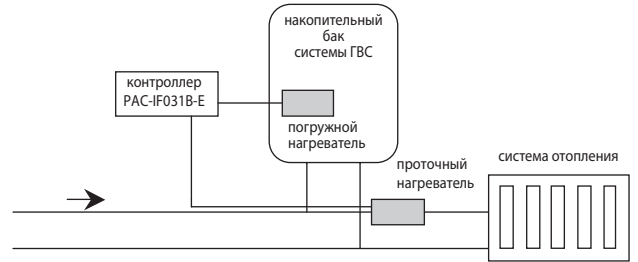 накопительный
бак
системы ГВС
контроллер
PAC-IF031B-E
погружной
нагреватель
проточный
нагреватель
система отопления